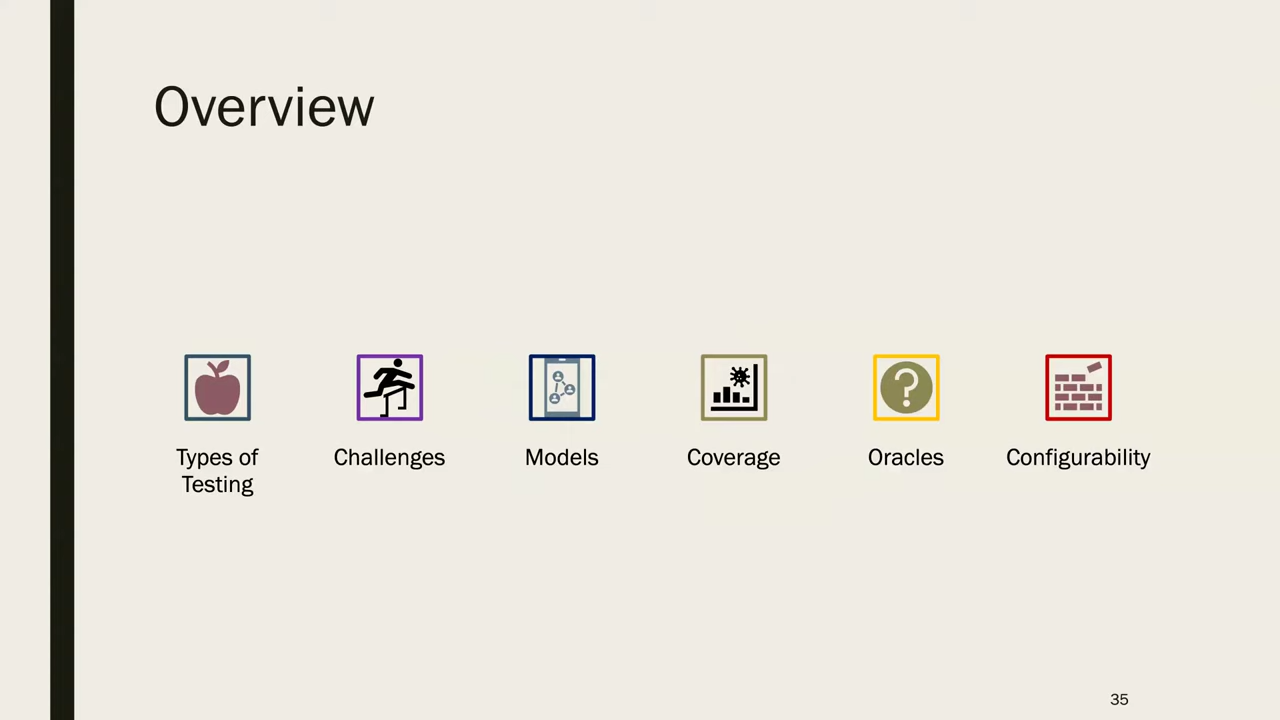 Overview
Types of
Testing
Challenges
Models
Coverage
Oracles
Configurability
35